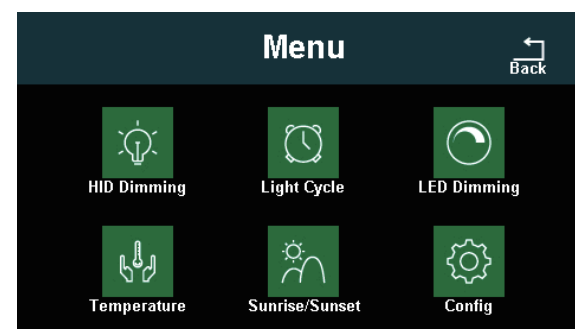 Menu
Back
HID Dimming
Light Cycle
LED Dimming
Temperature
Sunrise/Sunset
Config